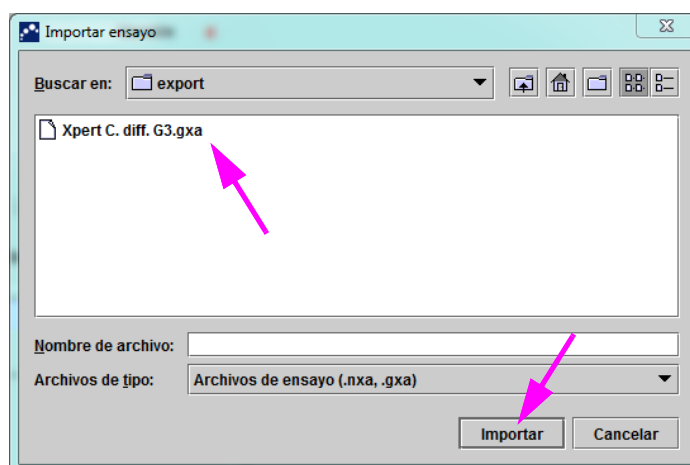 Importar ensayo
Buscar en: export
Xpert C. diff. G3.gxa
Nombre de archivo:
Archivos de tipo: Archivos de ensayo (.nxa, .gxa)
Importar Cancelar